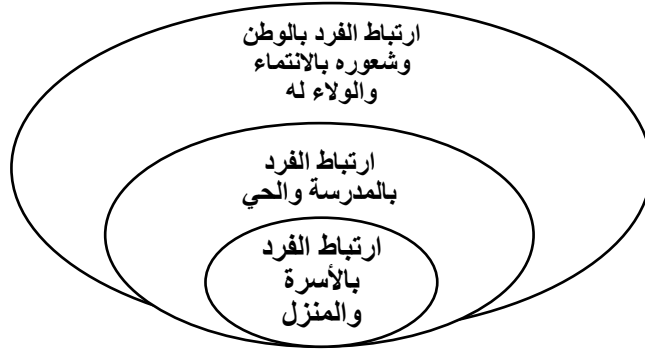 ارتباط الفرد بالوطن
وشعوره بالانتماء
والولاء له
ارتباط الفرد
بالمدرسة والحي
ارتباط الفرد
بالأسرة
والمنزل